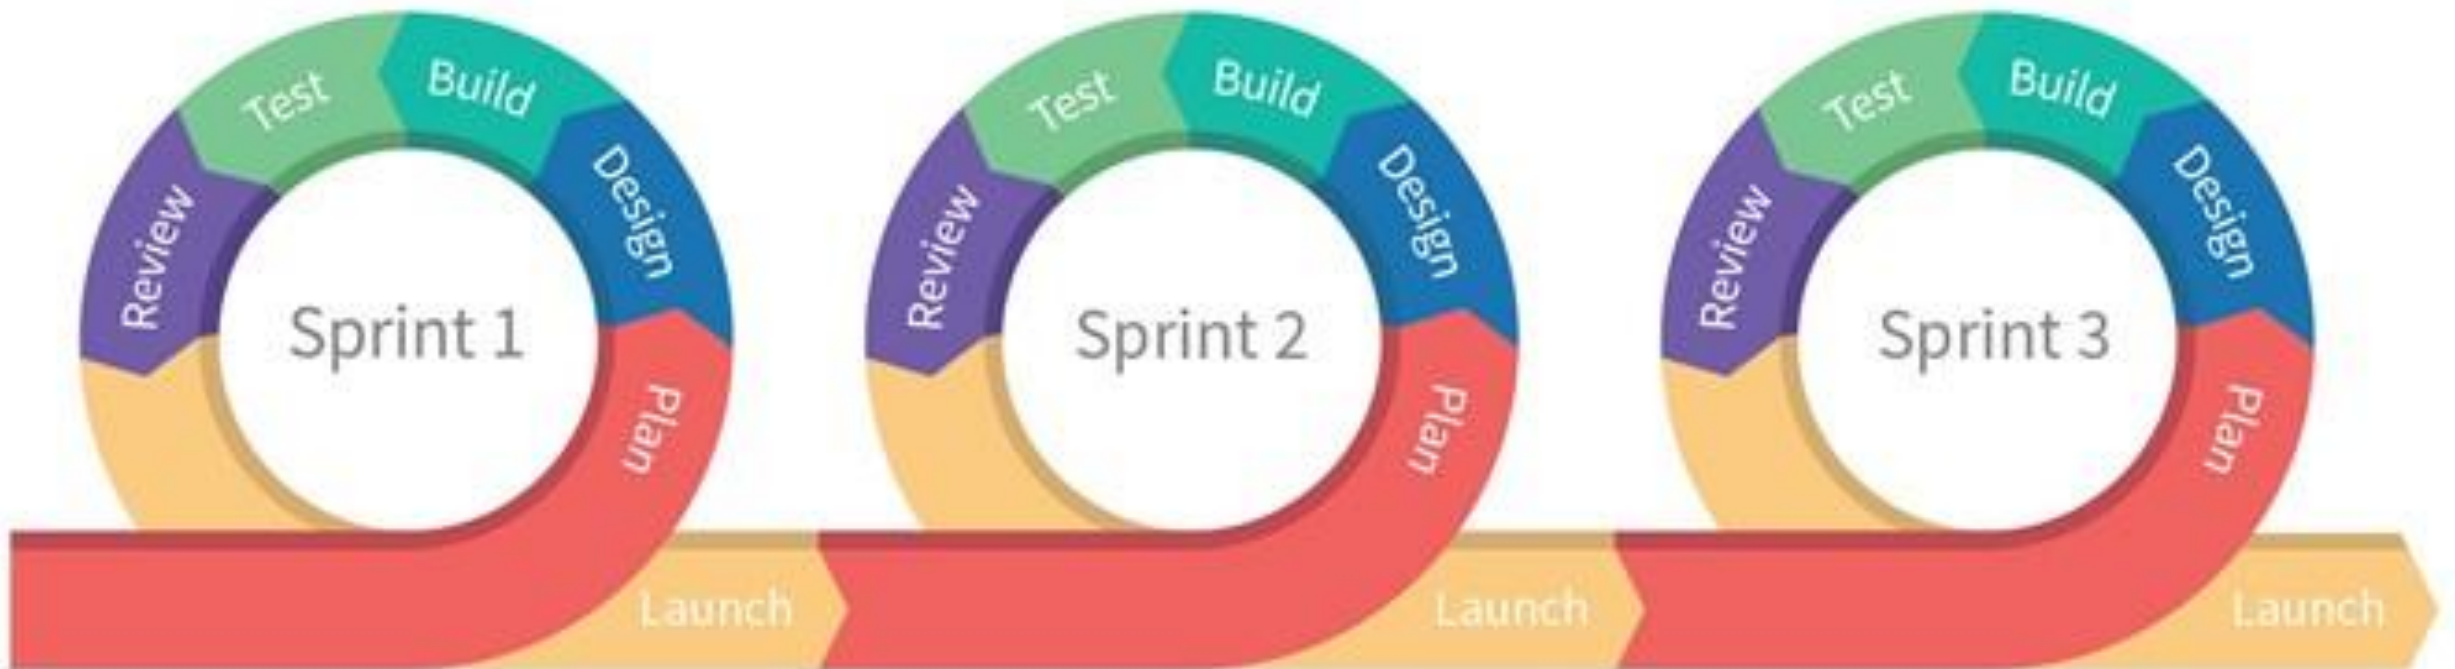 Test
Build
Design
Review
Sprint 1
Plan
Launch
Test
Build
Design
Review
Sprint 2
Plan
Launch
Test
Build
Design
Review
Sprint 3
Plan
Launch